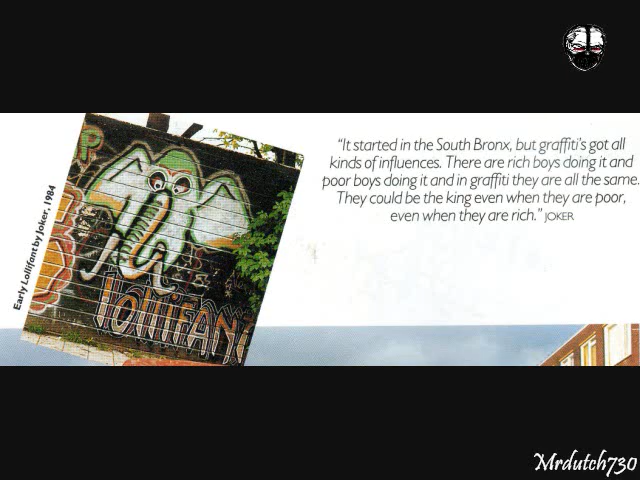 "It started in the South Bronx, but graffiti's got all
kinds of influences. There are rich boys doing it and
poor boys doing it and in graffiti they are all the same.
They could be the king even when they are poor,
even when they are rich." JOKER
Early Lollifant by Joker, 1984
lollifant
Mrdutch730